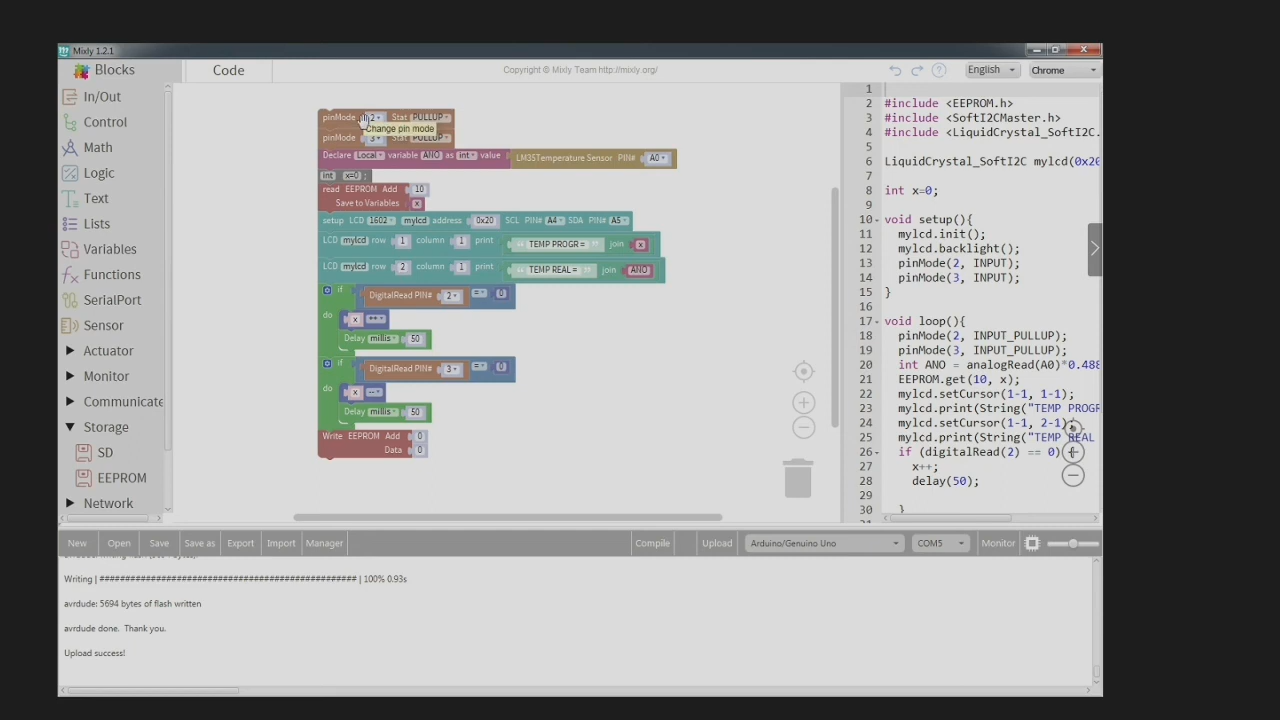 Mixly 1.2.1
Blocks
Code
Copyright © Mixly Team http://mixly.org/
English
Chrome
In/Out
Control
Math
Logic
Text
Lists
Variables
Functions
SerialPort
Sensor
Actuator
Monitor
Communicate
Storage
SD
EEPROM
Network
pinMode 2 Stat PULLUP
Change pin mode
pinMode 3 Stat PULLUP
Declare Local variable ANO as int value LM35Temperature Sensor PIN# A0
int x=0 ;
read EEPROM Add 10
Save to Variables x
setup LCD 1602 mylcd address 0x20 SCL PIN# A4 SDA PIN# A5
LCD mylcd row 1 column 1 print “ TEMP PROGR = ” join x
LCD mylcd row 2 column 1 print “ TEMP REAL = ” join ANO
if DigitalRead PIN# 2 = 0
do x ++
Delay millis 50
if DigitalRead PIN# 3 = 0
do x --
Delay millis 50
Write EEPROM Add 0
Data 0
1
2 #include <EEPROM.h>
3 #include <SoftI2CMaster.h>
4 #include <LiquidCrystal_SoftI2C.
5
6 LiquidCrystal_SoftI2C mylcd(0x20
7
8 int x=0;
9
10 void setup(){
11 mylcd.init();
12 mylcd.backlight();
13 pinMode(2, INPUT);
14 pinMode(3, INPUT);
15 }
16
17 void loop(){
18 pinMode(2, INPUT_PULLUP);
19 pinMode(3, INPUT_PULLUP);
20 int ANO = analogRead(A0)*0.488
21 EEPROM.get(10, x);
22 mylcd.setCursor(1-1, 1-1);
23 mylcd.print(String("TEMP PROGR
24 mylcd.setCursor(1-1, 2-1);
25 mylcd.print(String("TEMP REAL
26 if (digitalRead(2) == 0) {
27 x++;
28 delay(50);
29
30 }
New
Open
Save
Save as
Export
Import
Manager
Compile
Upload
Arduino/Genuino Uno
COM5
Monitor
Writing | ################################################## | 100% 0.93s
avrdude: 5694 bytes of flash written
avrdude done. Thank you.
Upload success!